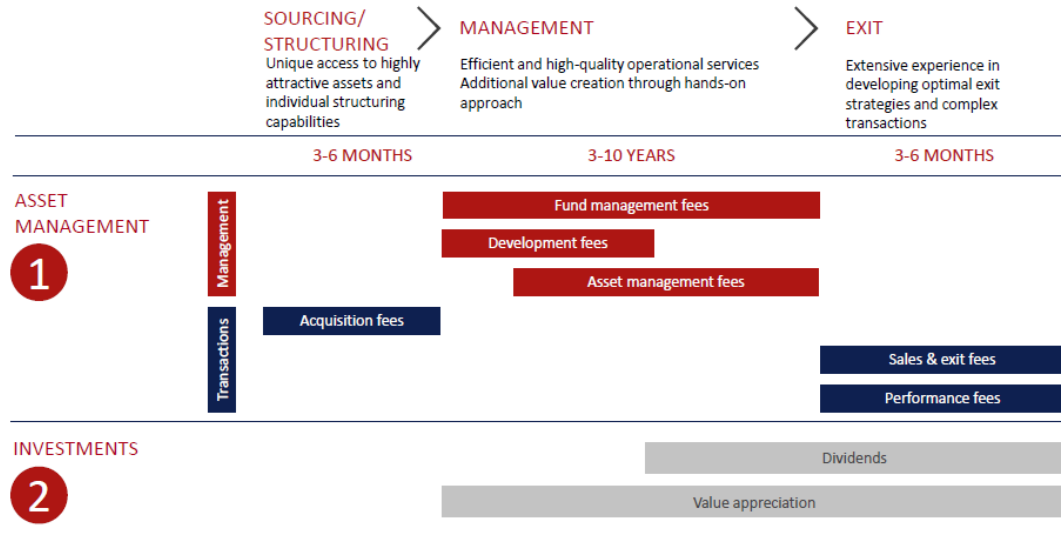 SOURCING/
STRUCTURING
Unique access to highly
attractive assets and
individual structuring
capabilities
MANAGEMENT
Efficient and high-quality operational services
Additional value creation through hands-on
approach
EXIT
Extensive experience in
developing optimal exit
strategies and complex
transactions
3-6 MONTHS
3-10 YEARS
3-6 MONTHS
ASSET
MANAGEMENT
1
Management
Fund management fees
Development fees
Asset management fees
Transactions
Acquisition fees
Sales & exit fees
Performance fees
INVESTMENTS
2
Dividends
Value appreciation